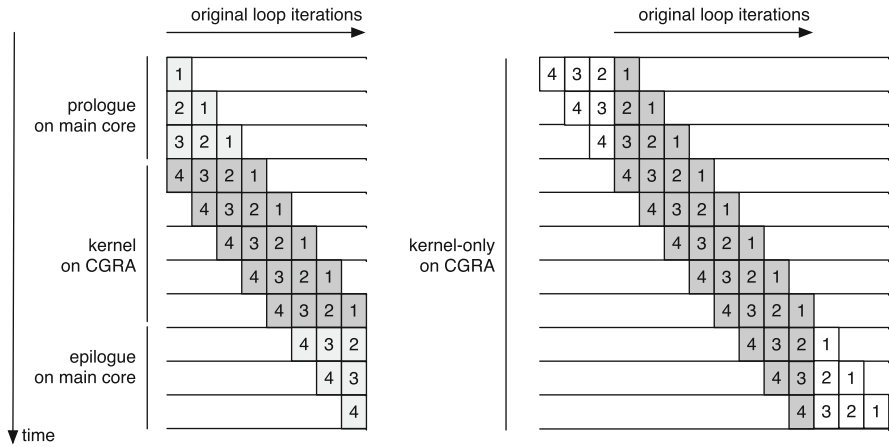 original loop iterations
original loop iterations
1
4 3 2 1
prologue
on main core
2 1
4 3 2 1
3 2 1
4 3 2 1
4 3 2 1
4 3 2 1
4 3 2 1
4 3 2 1
kernel
on CGRA
4 3 2 1
kernel-only
on CGRA
4 3 2 1
4 3 2 1
4 3 2 1
4 3 2 1
4 3 2 1
epilogue
on main core
4 3 2
4 3 2 1
4 3
4 3 2 1
4
4 3 2 1
time